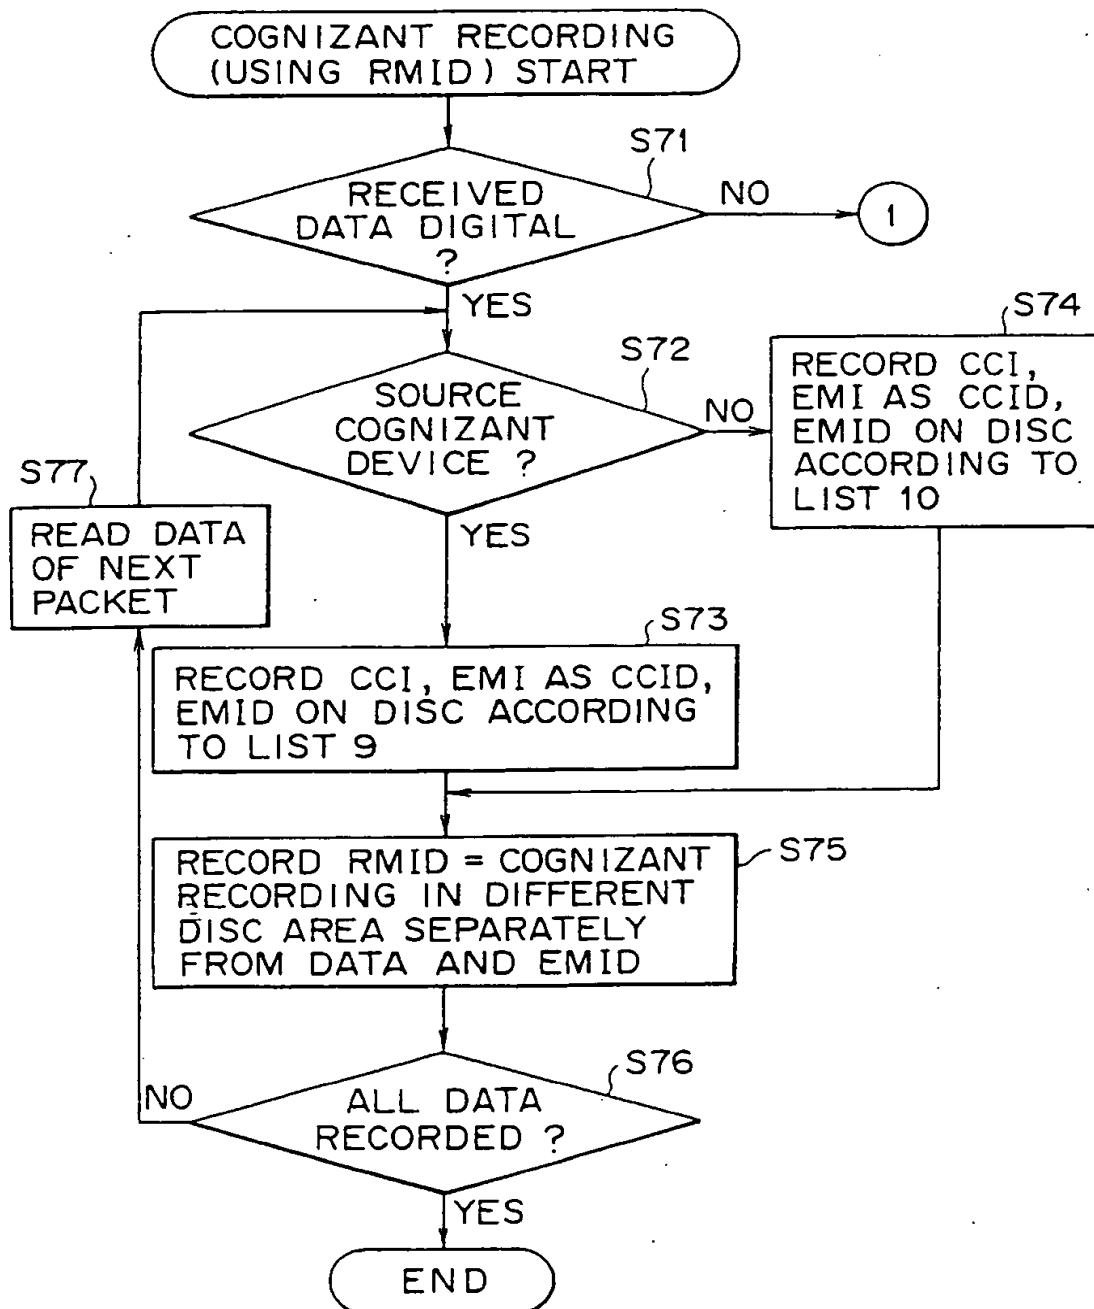 COGNIZANT RECORDING
(USING RMID) START
S71
RECEIVED
DATA DIGITAL
?
NO
1
YES
S72
SOURCE
COGNIZANT
DEVICE ?
NO
S74
RECORD CCI,
EMI AS CCID,
EMID ON DISC
ACCORDING TO
LIST 10
YES
S77
READ DATA
OF NEXT
PACKET
S73
RECORD CCI, EMI AS CCID,
EMID ON DISC ACCORDING
TO LIST 9
S75
RECORD RMID = COGNIZANT
RECORDING IN DIFFERENT
DISC AREA SEPARATELY
FROM DATA AND EMID
S76
ALL DATA
RECORDED ?
NO
YES
END